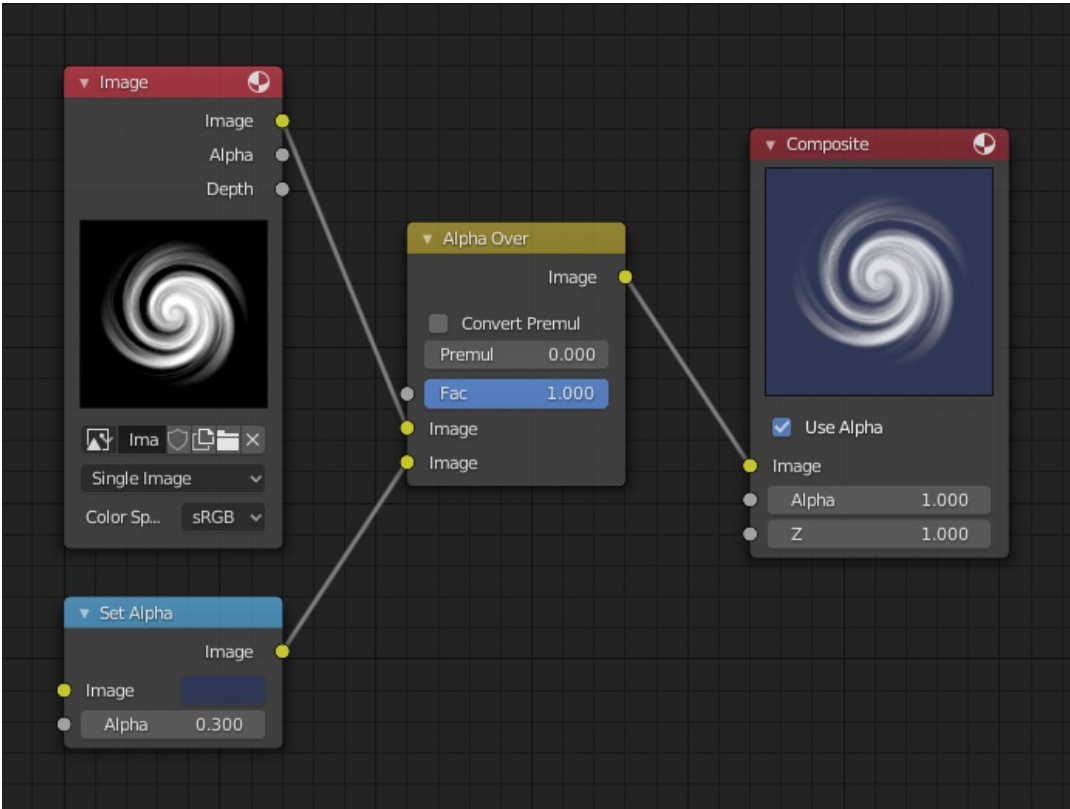 Image
Image
Alpha
Depth
Ima
Single Image
Color Sp... sRGB
Set Alpha
Image
Image
Alpha 0.300
Alpha Over
Image
Convert Premul
Premul 0.000
Fac 1.000
Image
Image
Composite
Use Alpha
Image
Alpha 1.000
Z 1.000